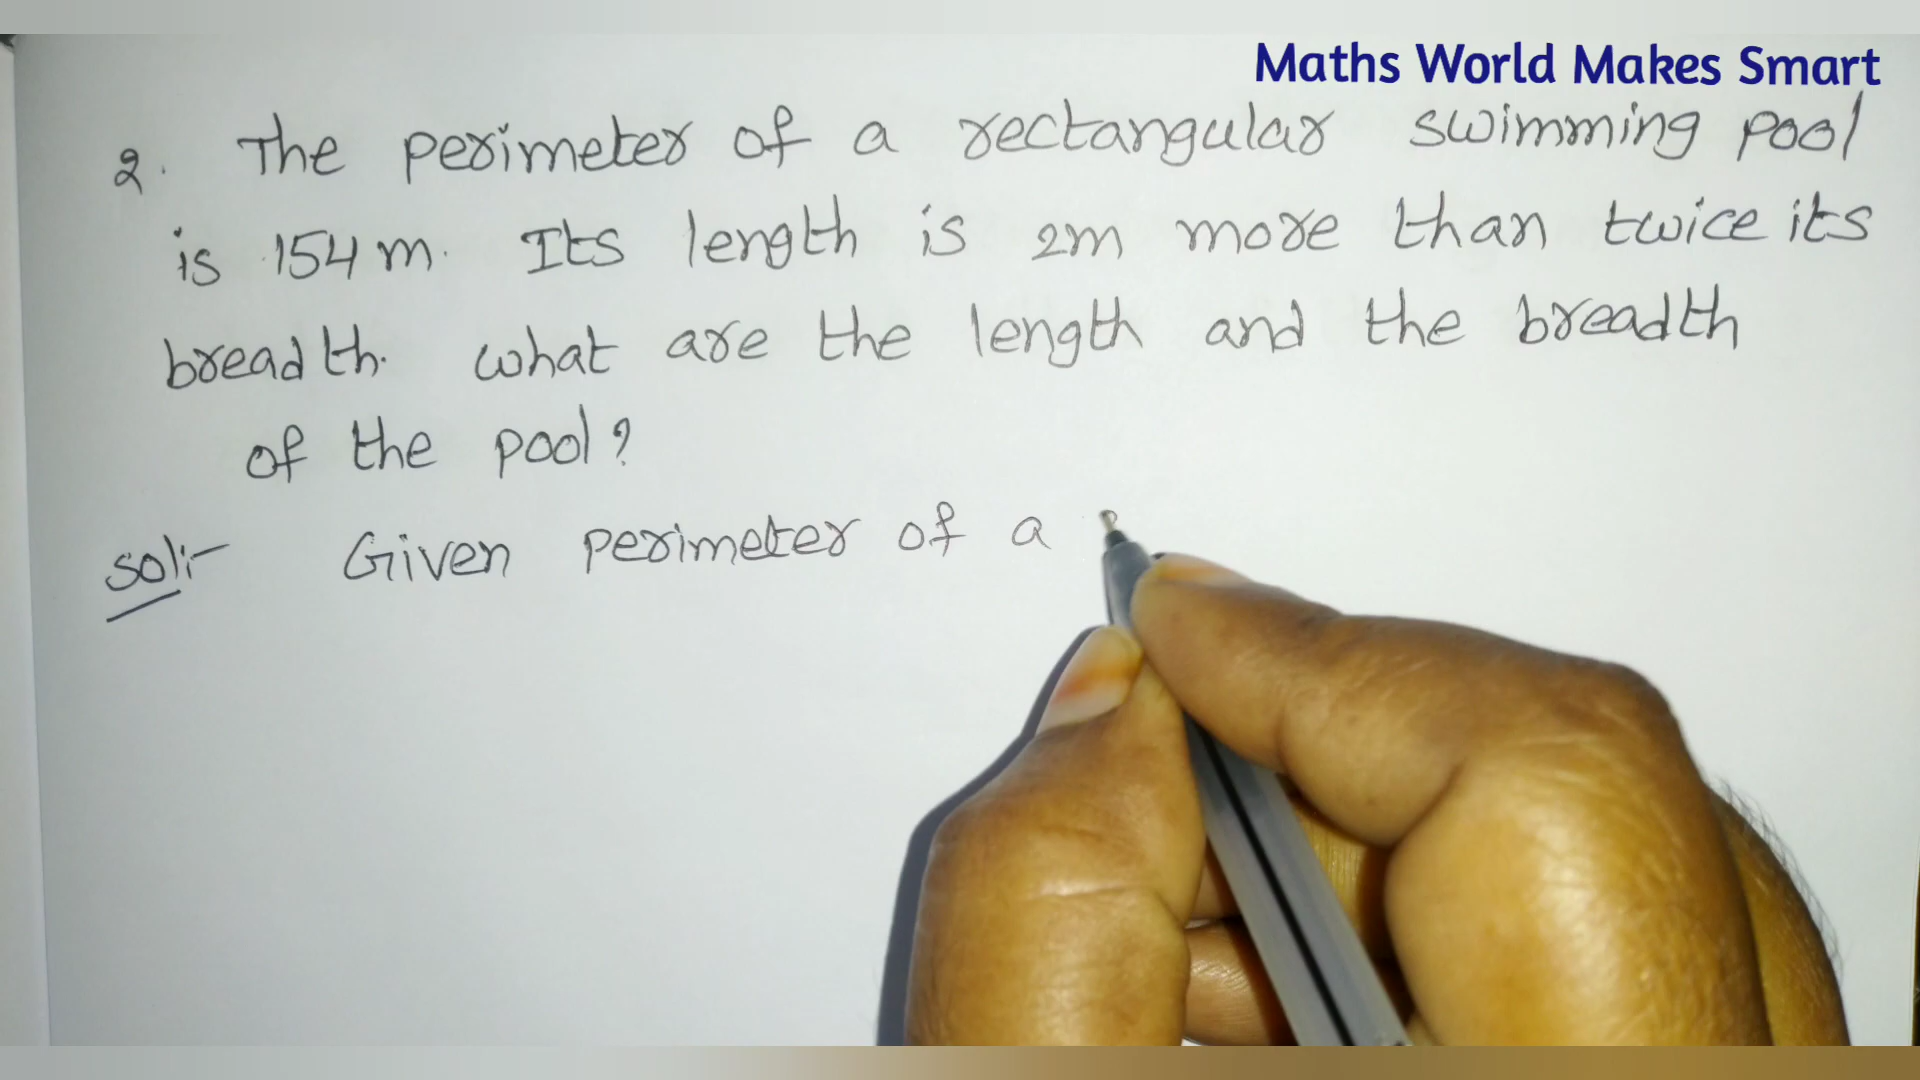 Maths World Makes Smart
2. The perimeter of a rectangular swimming pool
is 154 m. Its length is 2m more than twice its
breadth. what are the length and the breadth
of the pool?
Sol:- Given perimeter of a